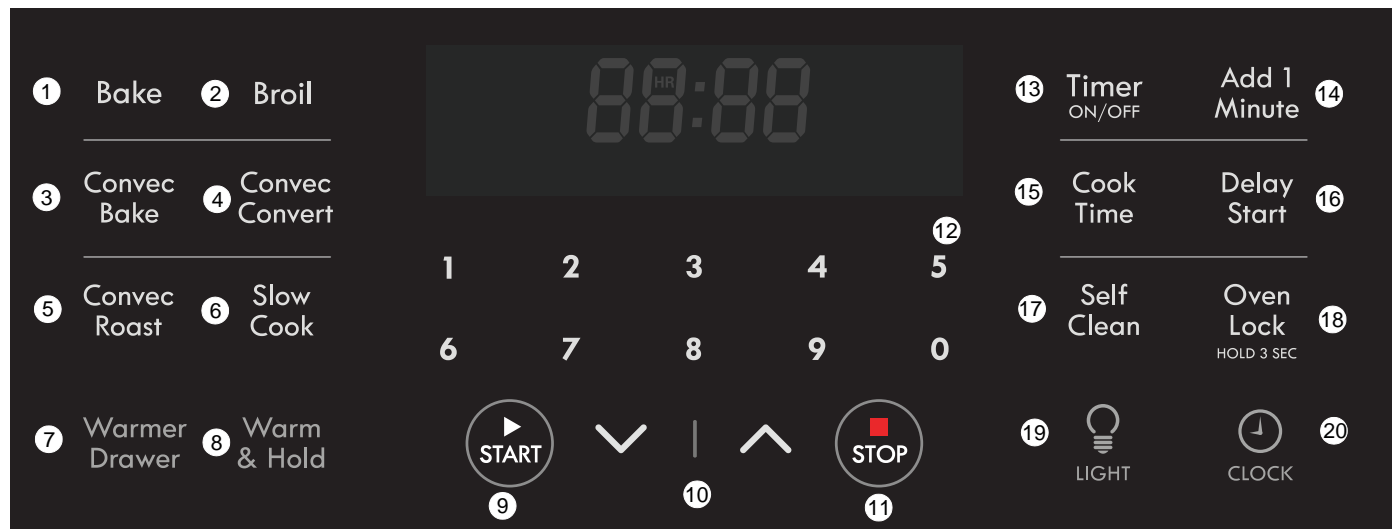 1 Bake 2 Broil
88:88
HR
13 Timer
ON/OFF
Add 1
Minute 14
3 Convec
Bake
4 Convec
Convert
15 Cook
Time
Delay
Start 16
12
1 2 3 4 5
5 Convec
Roast
6 Slow
Cook
17 Self
Clean
Oven
Lock
HOLD 3 SEC
18
6 7 8 9 0
7 Warmer
Drawer
8 Warm
& Hold
START
9
10
STOP
11
19
LIGHT
20
CLOCK